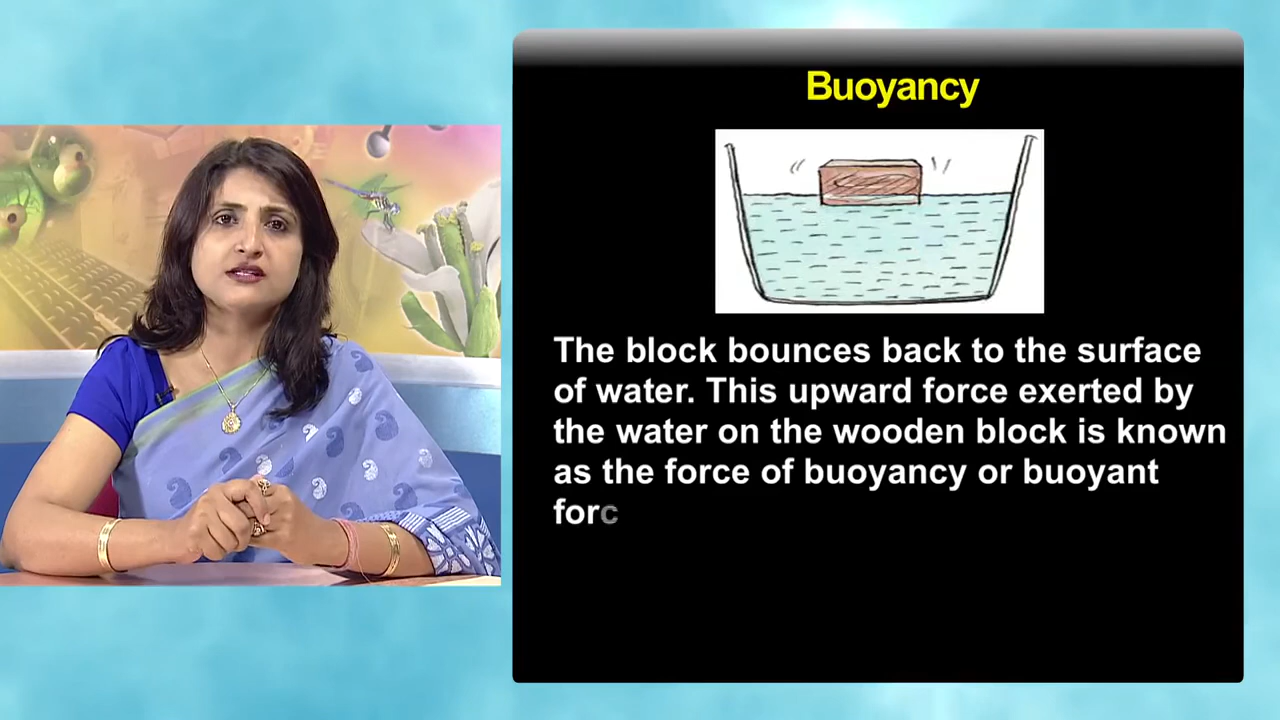 Buoyancy
The block bounces back to the surface
of water. This upward force exerted by
the water on the wooden block is known
as the force of buoyancy or buoyant
forc